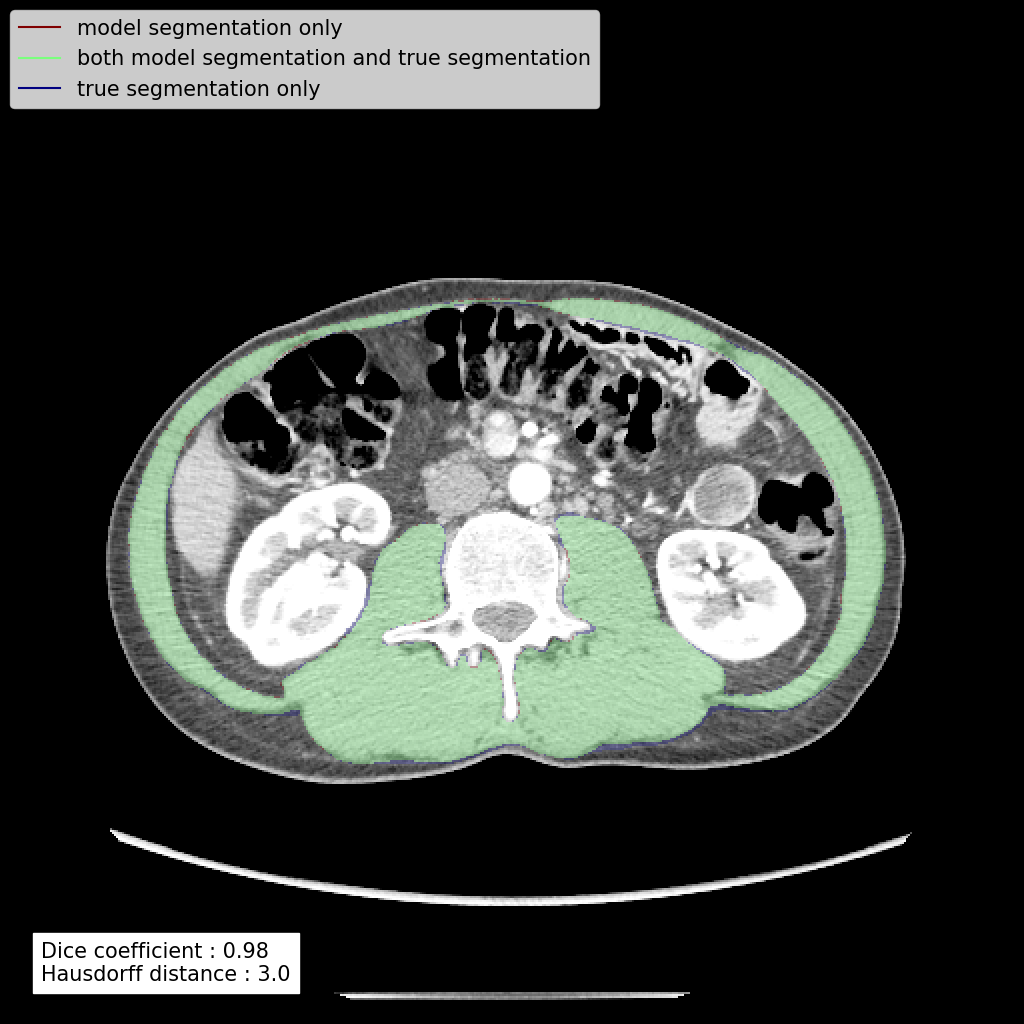 model segmentation only
both model segmentation and true segmentation
true segmentation only
Dice coefficient : 0.98
Hausdorff distance : 3.0